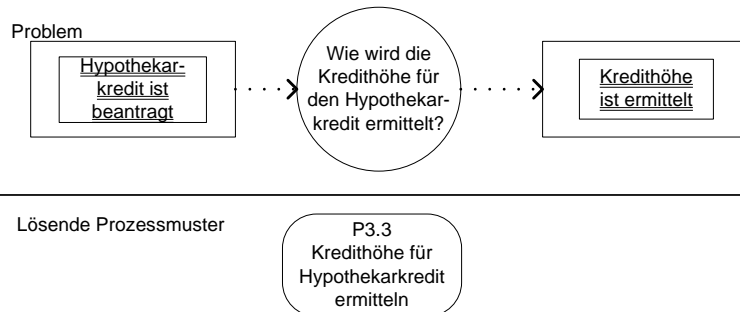 Problem
Hypothekar-
kredit ist
beantragt
Wie wird die
Kredithöhe für
den Hypothekar-
kredit ermittelt?
Kredithöhe
ist ermittelt
Lösende Prozessmuster
P3.3
Kredithöhe für
Hypothekarkredit
ermitteln